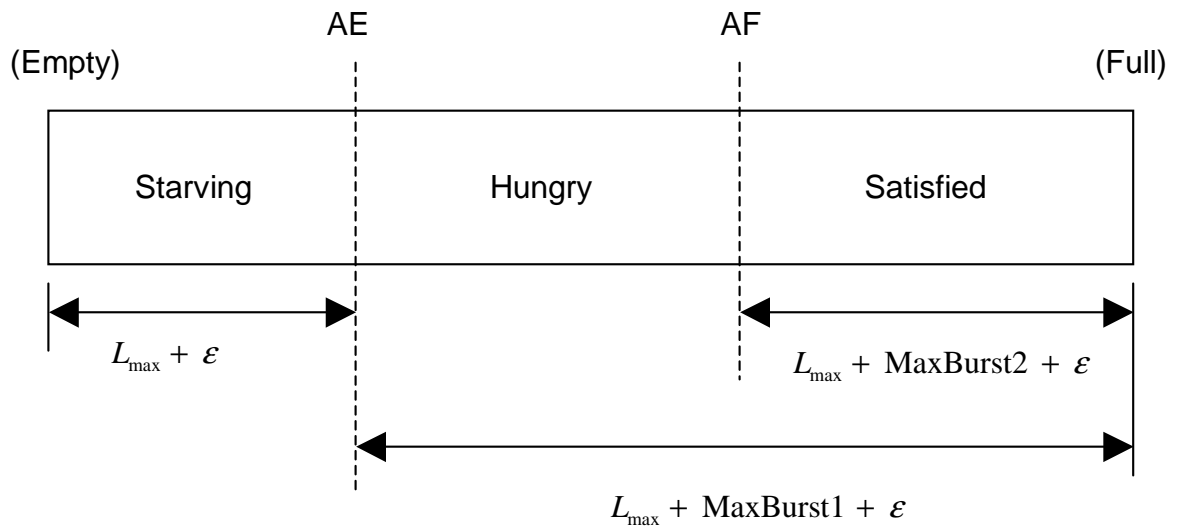 AE AF
(Empty) (Full)
Starving Hungry Satisfied
L_max + ε L_max + MaxBurst2 + ε
L_max + MaxBurst1 + ε